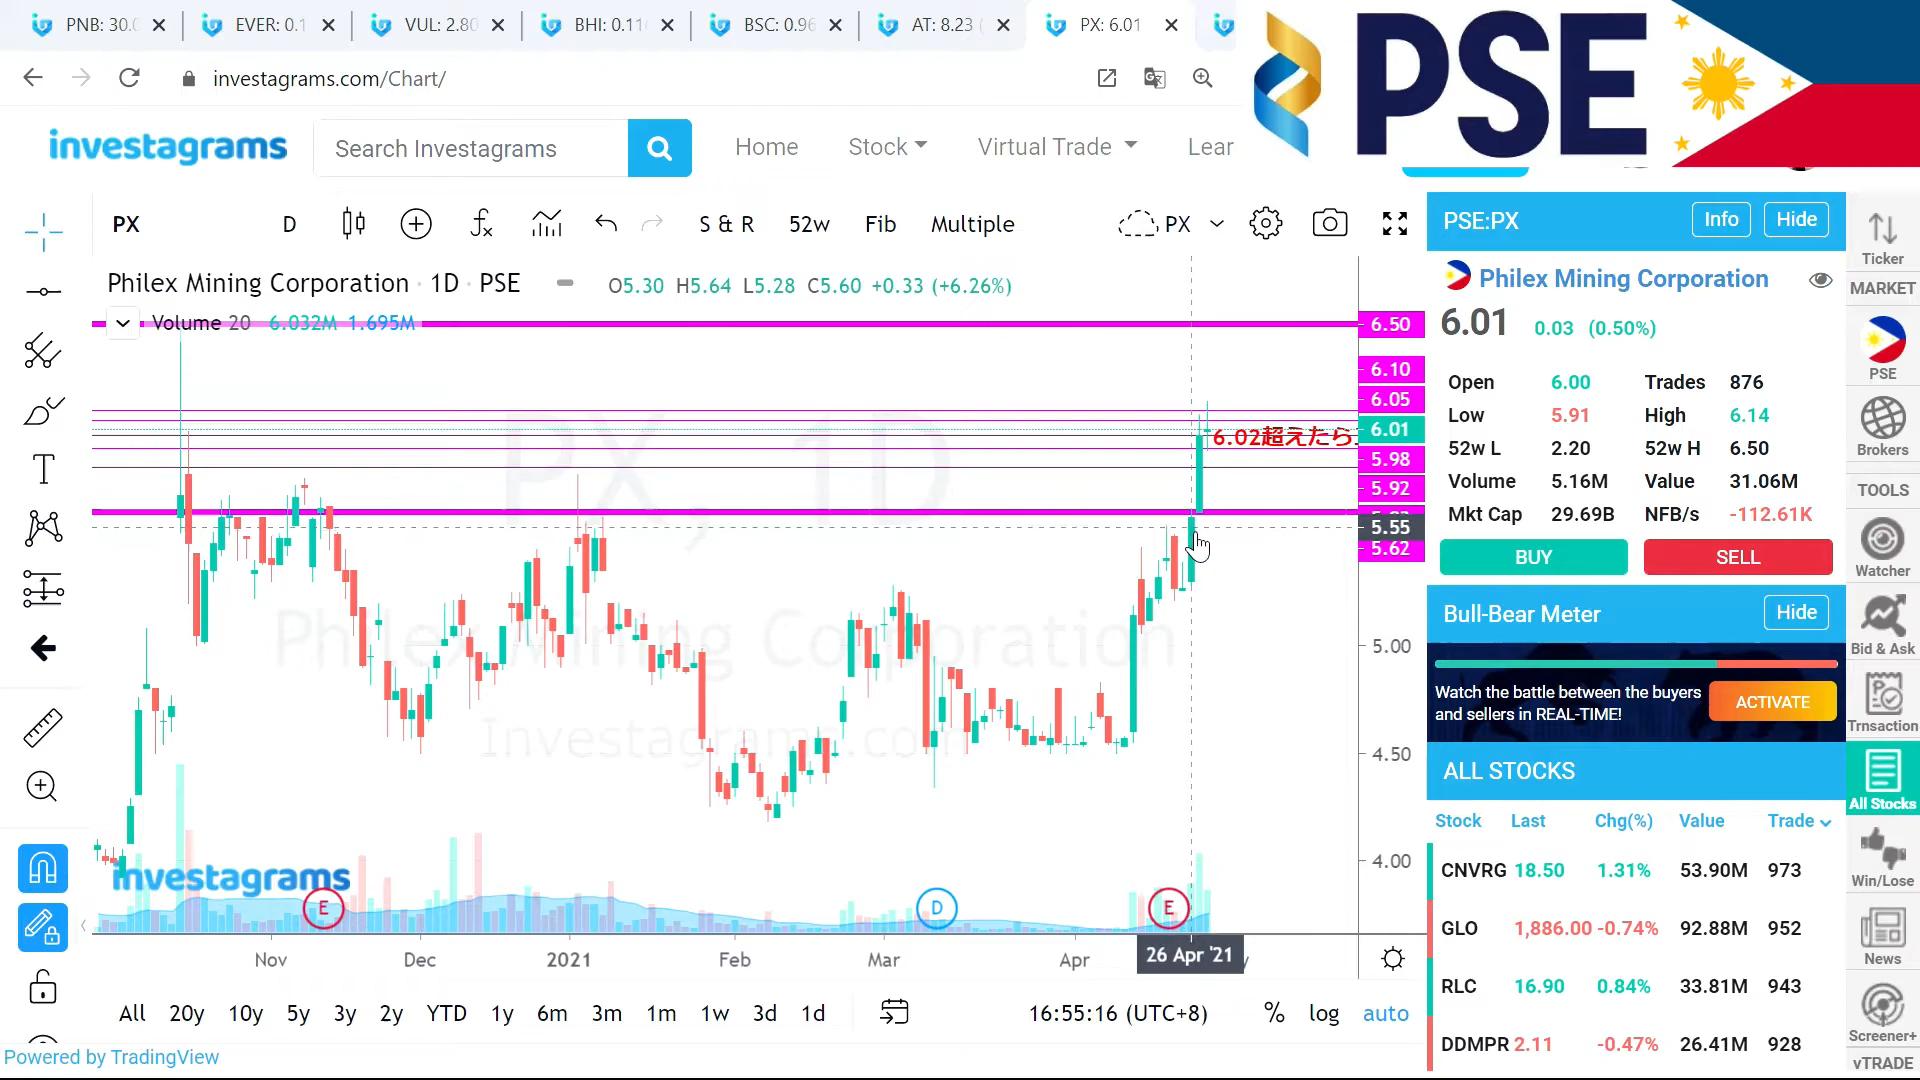 PNB: 30.0
EVER: 0.1
VUL: 2.80
BHI: 0.110
BSC: 0.96
AT: 8.23 (
PX: 6.01
PSE
investagrams.com/Chart/
investagrams
Search Investagrams
Home
Stock
Virtual Trade
Lear
PX
D
S & R
52w
Fib
Multiple
PX
Philex Mining Corporation · 1D · PSE
O5.30 H5.64 L5.28 C5.60 +0.33 (+6.26%)
Volume 20 6.032M 1.695M
PX, 1D
Philex Mining Corporation
Investagrams.com
6.02超えたら
6.50
6.10
6.05
6.01
5.98
5.92
5.55
5.62
5.00
4.50
4.00
investagrams
E
D
E
Nov
Dec
2021
Feb
Mar
Apr
26 Apr '21
All
20y
10y
5y
3y
2y
YTD
1y
6m
3m
1m
1w
3d
1d
16:55:16 (UTC+8)
%
log
auto
Powered by TradingView
PSE:PX
Info
Hide
Philex Mining Corporation
6.01 0.03 (0.50%)
Open 6.00 Trades 876
Low 5.91 High 6.14
52w L 2.20 52w H 6.50
Volume 5.16M Value 31.06M
Mkt Cap 29.69B NFB/s -112.61K
BUY
SELL
Bull-Bear Meter
Hide
Watch the battle between the buyers
and sellers in REAL-TIME!
ACTIVATE
ALL STOCKS
Stock Last Chg(%) Value Trade
CNVRG 18.50 1.31% 53.90M 973
GLO 1,886.00 -0.74% 92.88M 952
RLC 16.90 0.84% 33.81M 943
DDMPR 2.11 -0.47% 26.41M 928
Ticker
MARKET
PSE
Brokers
TOOLS
Watcher
Bid & Ask
Trnsaction
All Stocks
Win/Lose
News
Screener+
vTRADE